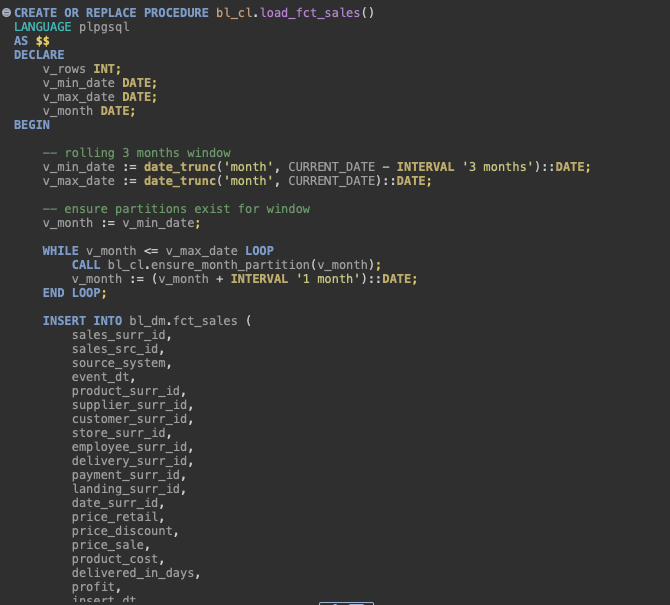 CREATE OR REPLACE PROCEDURE bl_cl.load_fct_sales()
LANGUAGE plpgsql
AS $$
DECLARE
    v_rows INT;
    v_min_date DATE;
    v_max_date DATE;
    v_month DATE;
BEGIN

    -- rolling 3 months window
    v_min_date := date_trunc('month', CURRENT_DATE - INTERVAL '3 months')::DATE;
    v_max_date := date_trunc('month', CURRENT_DATE)::DATE;

    -- ensure partitions exist for window
    v_month := v_min_date;

    WHILE v_month <= v_max_date LOOP
        CALL bl_cl.ensure_month_partition(v_month);
        v_month := (v_month + INTERVAL '1 month')::DATE;
    END LOOP;

    INSERT INTO bl_dm.fct_sales (
        sales_surr_id,
        sales_src_id,
        source_system,
        event_dt,
        product_surr_id,
        supplier_surr_id,
        customer_surr_id,
        store_surr_id,
        employee_surr_id,
        delivery_surr_id,
        payment_surr_id,
        landing_surr_id,
        date_surr_id,
        price_retail,
        price_discount,
        price_sale,
        product_cost,
        delivered_in_days,
        profit,
        insert_dt